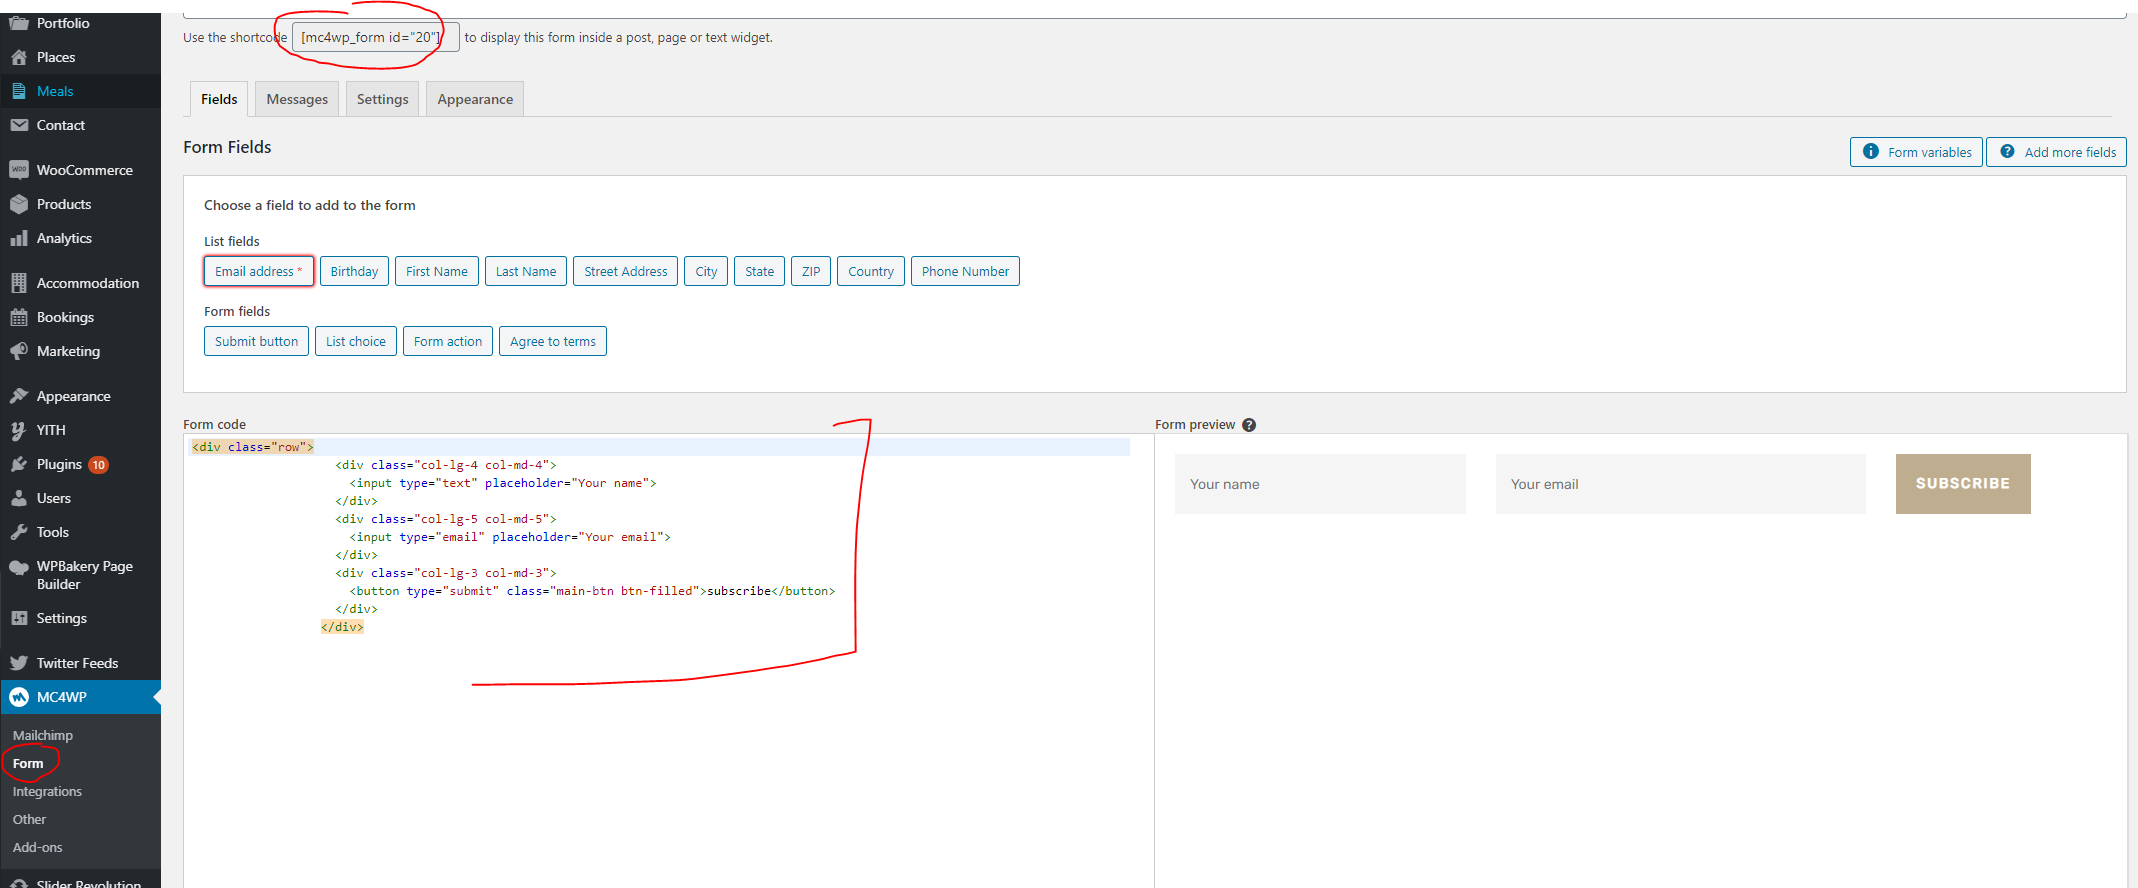 Portfolio
Places
Meals
Contact
WooCommerce
Products
Analytics
Accommodation
Bookings
Marketing
Appearance
YITH
Plugins 10
Users
Tools
WPBakery Page
Builder
Settings
Twitter Feeds
MC4WP
Mailchimp
Form
Integrations
Other
Add-ons
Slider Revolution
Use the shortcode [mc4wp_form id="20"] to display this form inside a post, page or text widget.
Fields Messages Settings Appearance
Form Fields
Form variables Add more fields
Choose a field to add to the form
List fields
Email address * Birthday First Name Last Name Street Address City State ZIP Country Phone Number
Form fields
Submit button List choice Form action Agree to terms
Form code
<div class="row">
<div class="col-lg-4 col-md-4">
<input type="text" placeholder="Your name">
</div>
<div class="col-lg-5 col-md-5">
<input type="email" placeholder="Your email">
</div>
<div class="col-lg-3 col-md-3">
<button type="submit" class="main-btn btn-filled">subscribe</button>
</div>
</div>
Form preview
Your name Your email SUBSCRIBE